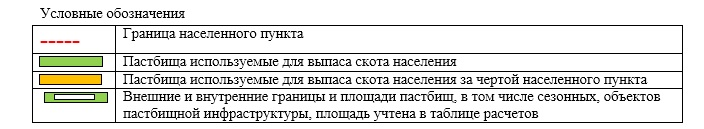 Условные обозначения
Граница населенного пункта
Пастбища используемые для выпаса скота населения
Пастбища используемые для выпаса скота населения за чертой населенного пункта
Внешние и внутренние границы и площади пастбищ, в том числе сезонных, объектов
пастбищной инфраструктуры, площадь учтена в таблице расчетов